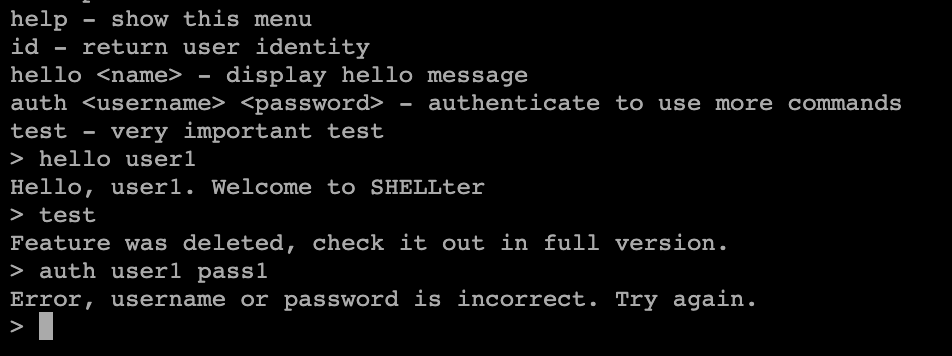 help - show this menu
id - return user identity
hello <name> - display hello message
auth <username> <password> - authenticate to use more commands
test - very important test
> hello user1
Hello, user1. Welcome to SHELLter
> test
Feature was deleted, check it out in full version.
> auth user1 pass1
Error, username or password is incorrect. Try again.
>